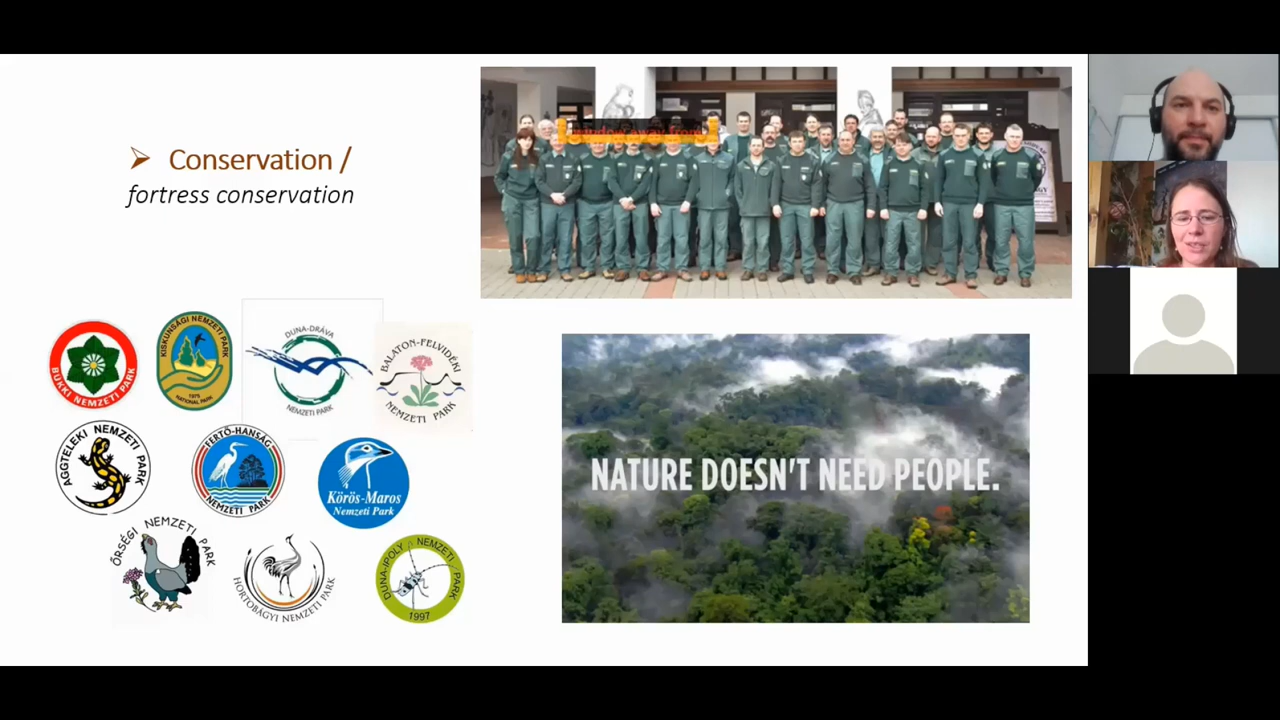 Conservation /
fortress conservation
BÜKKI NEMZETI PARK
KISKUNSÁGI NEMZETI PARK
1975
NATIONAL PARK
DUNA-DRÁVA
NEMZETI PARK
BALATON-FELVIDÉKI
NEMZETI PARK
AGGTELEKI NEMZETI PARK
FERTŐ-HANSÁG
NEMZETI PARK
Körös-Maros
Nemzeti Park
ŐRSÉGI NEMZETI PARK
HORTOBÁGYI NEMZETI PARK
DUNA-IPOLY NEMZETI PARK
1997
away from
NATURE DOESN'T NEED PEOPLE.